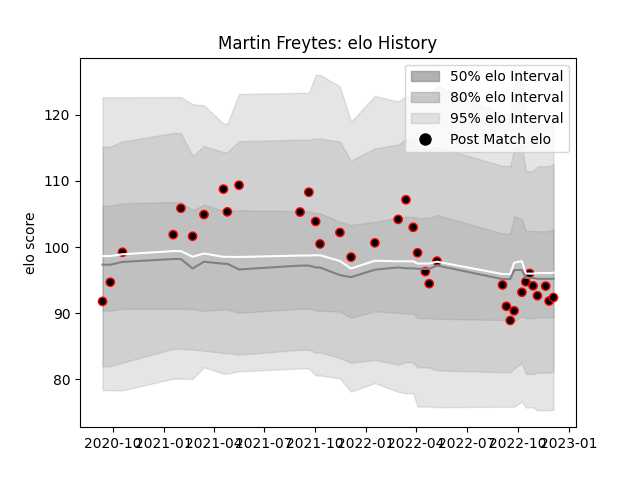 Martin Freytes: elo History
50% elo Interval
80% elo Interval
95% elo Interval
Post Match elo
elo score
120
110
100
90
80
2020-10 2021-01 2021-04 2021-07 2021-10 2022-01 2022-04 2022-07 2022-10 2023-01